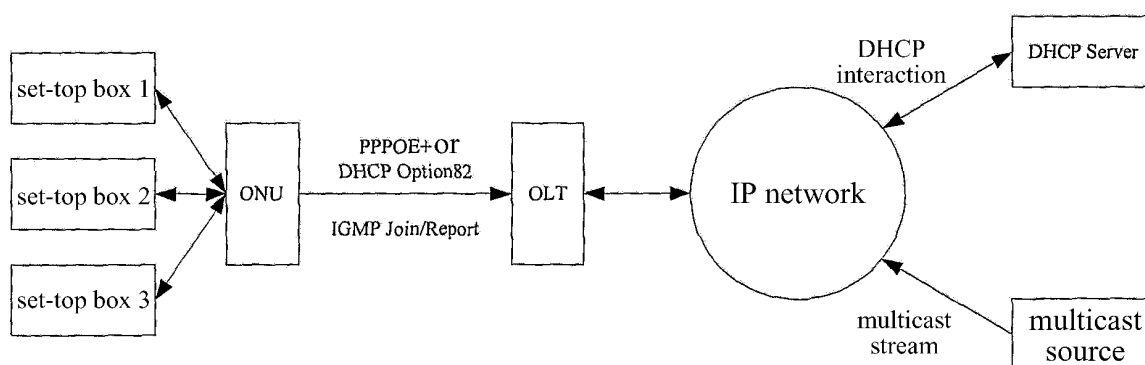 set-top box 1
set-top box 2
set-top box 3
ONU
PPPOE+or
DHCP Option82
IGMP Join/Report
OLT
IP network
DHCP
interaction
DHCP Server
multicast
stream
multicast
source